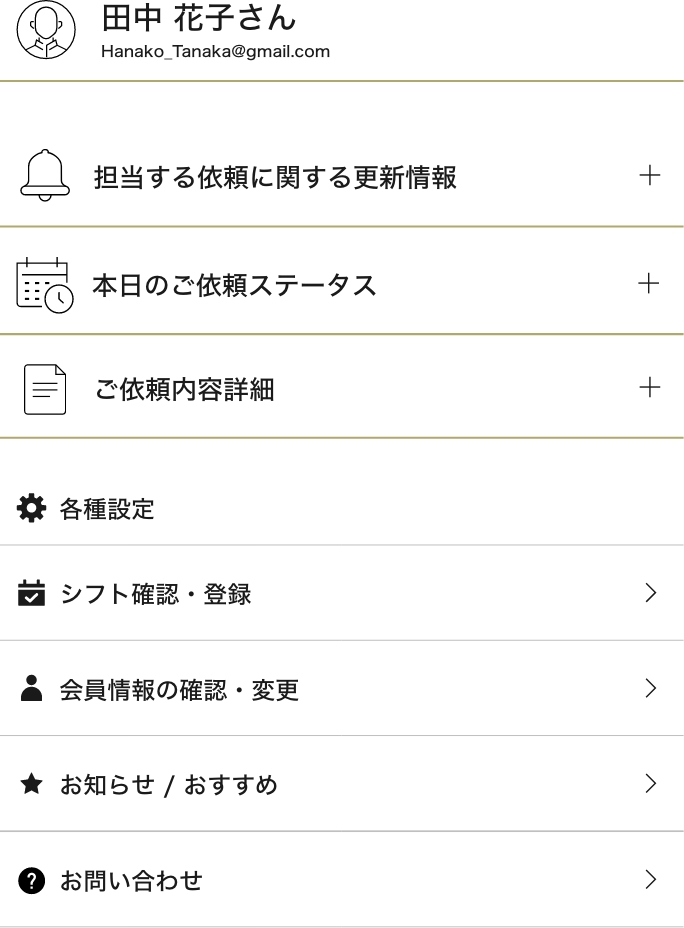 田中 花子さん
Hanako_Tanaka@gmail.com
担当する依頼に関する更新情報
本日のご依頼ステータス
ご依頼内容詳細
各種設定
シフト確認・登録
会員情報の確認・変更
お知らせ / おすすめ
お問い合わせ